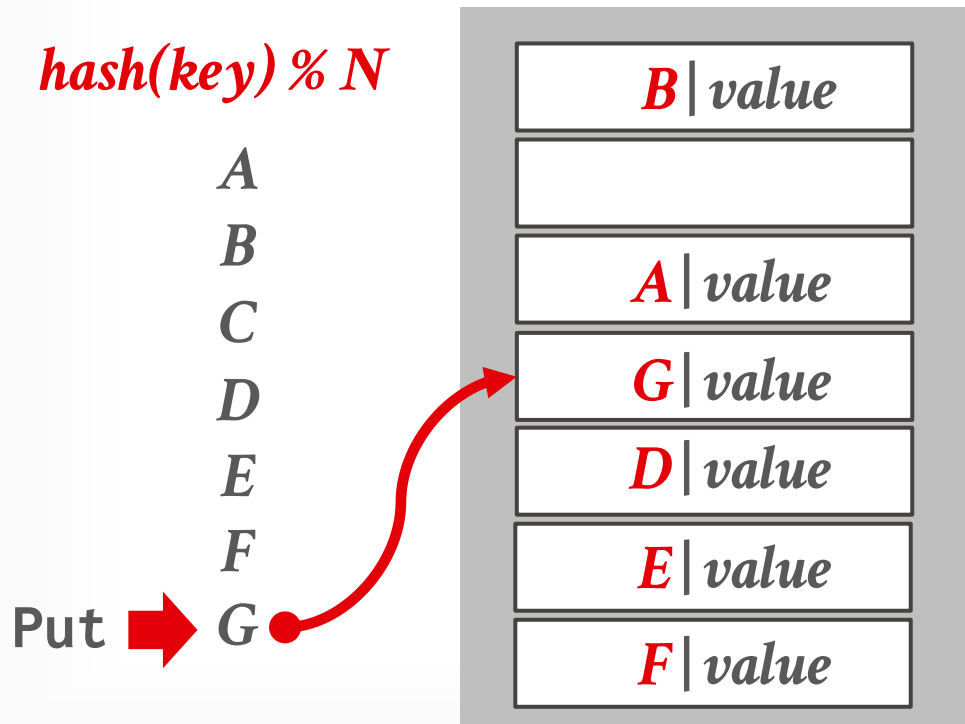 hash(key) % N
A
B
C
D
E
F
Put G
B|value
A|value
G|value
D|value
E|value
F|value